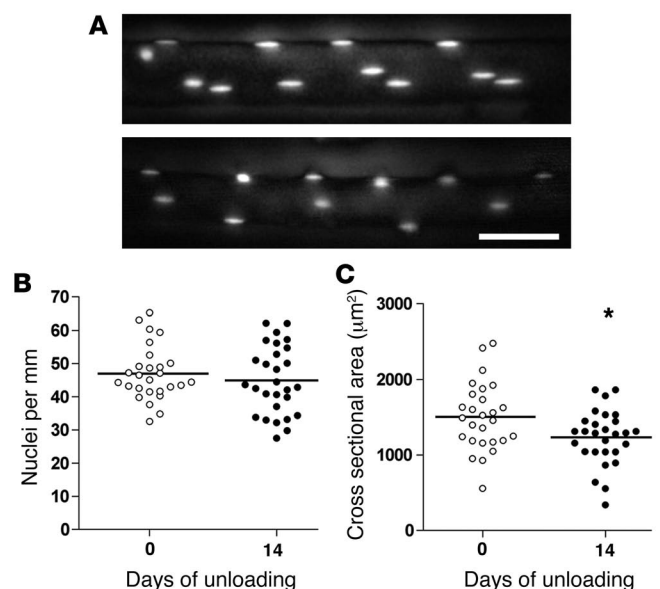 A
B
Nuclei per mm
70
60
50
40
30
20
10
0
0
14
Days of unloading
C
Cross sectional area (μm²)
3000
2000
1000
0
*
0
14
Days of unloading